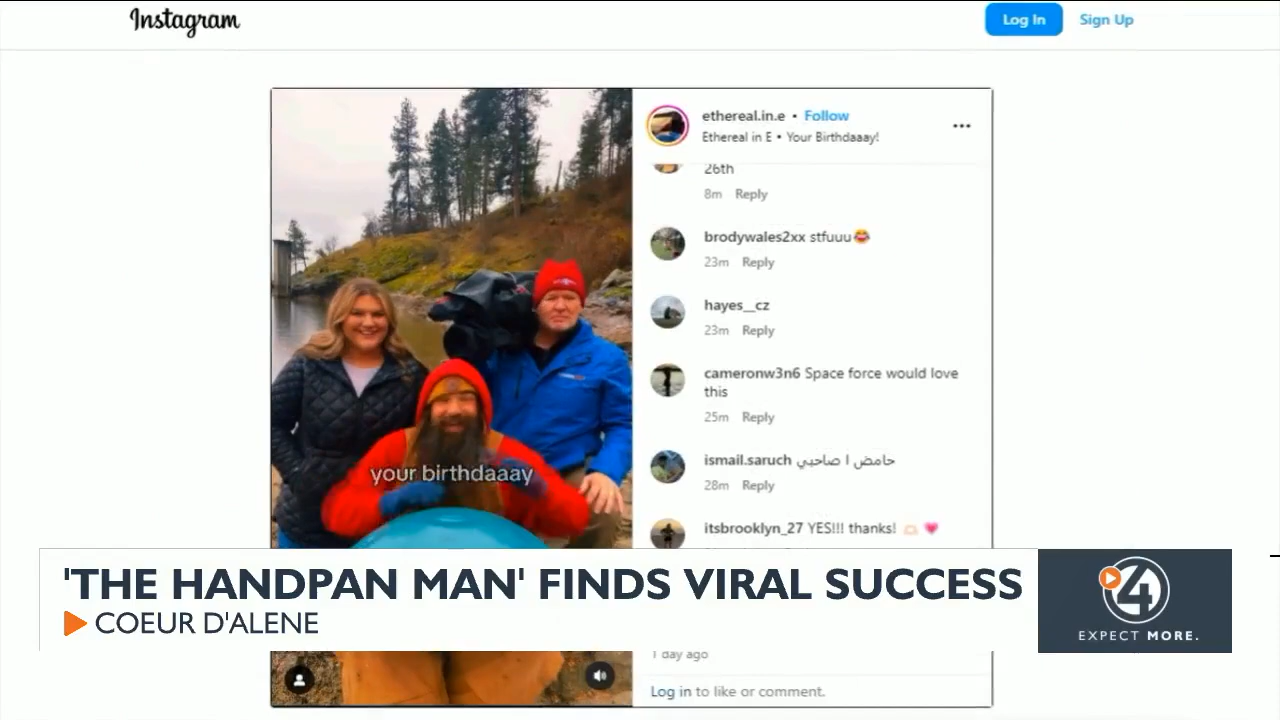 Instagram
Log In
Sign Up
ethereal.in.e • Follow
Ethereal in E • Your Birthdaaay!
26th
8m Reply
brodywales2xx stfuuu😂
23m Reply
hayes__cz
23m Reply
cameronw3n6 Space force would love
this
25m Reply
ismail.saruch حامض ا صاحبي
28m Reply
itsbrooklyn_27 YES!!! thanks! 🫶🏻 💗
your birthdaaay
'THE HANDPAN MAN' FINDS VIRAL SUCCESS
COEUR D'ALENE
4
EXPECT MORE.
1 day ago
Log in to like or comment.